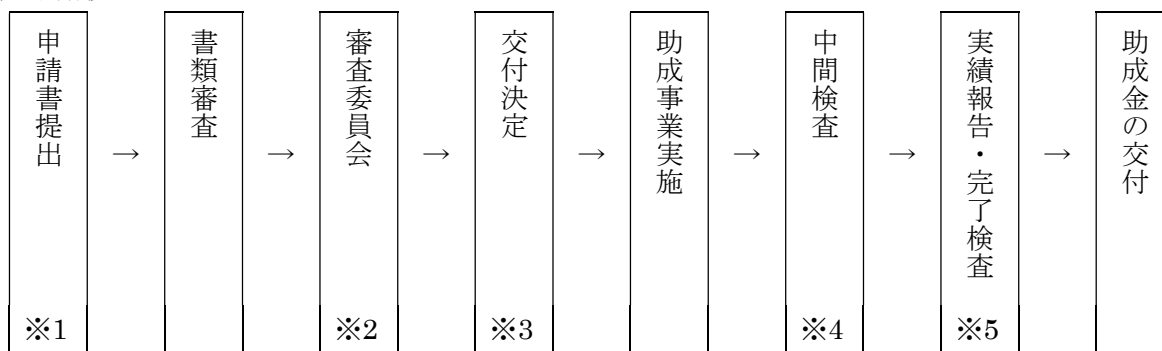 申請書提出
※1
→
書類審査
→
審査委員会
※2
→
交付決定
※3
→
助成事業実施
→
中間検査
※4
→
実績報告・完了検査
※5
→
助成金の交付